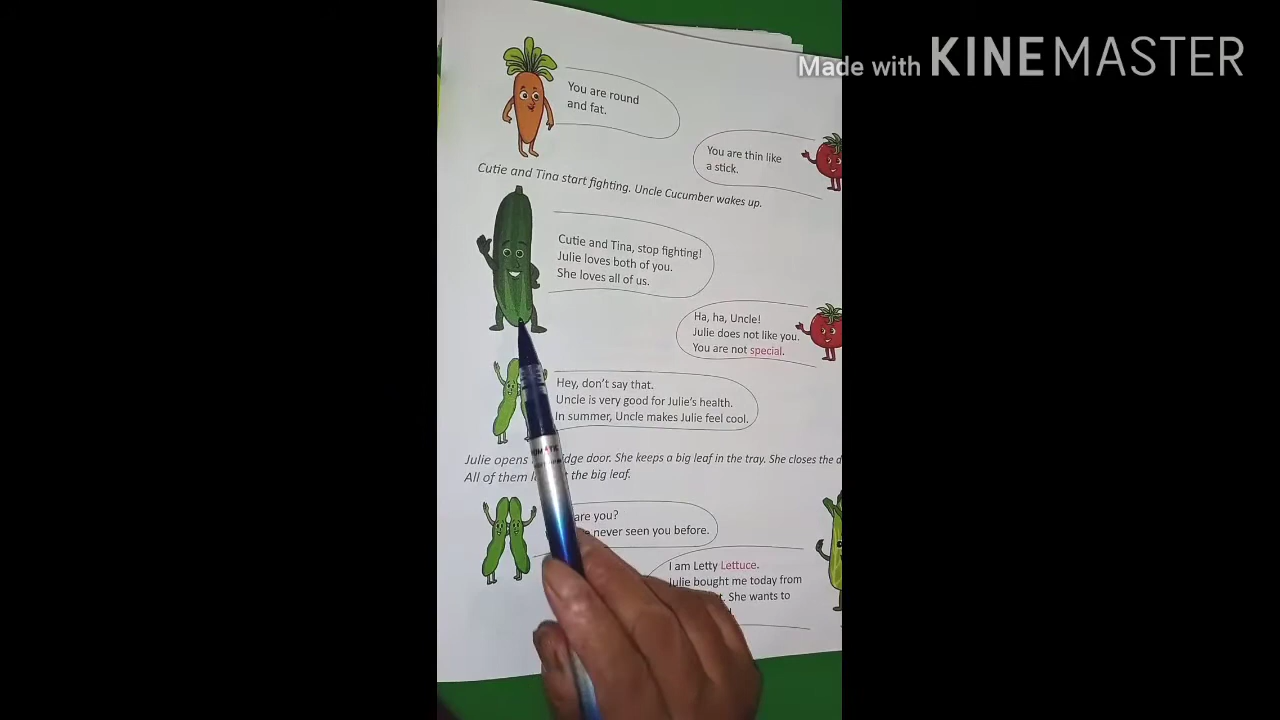 Made with KINEMASTER
You are round
and fat.
You are thin like
a stick.
Cutie and Tina start fighting. Uncle Cucumber wakes up.
Cutie and Tina, stop fighting!
Julie loves both of you.
She loves all of us.
Ha, ha, Uncle!
Julie does not like you.
You are not special.
Hey, don't say that.
Uncle is very good for Julie's health.
In summer, Uncle makes Julie feel cool.
Julie opens door. She keeps a big leaf in the tray. She closes the
All of them the big leaf.
are you?
never seen you before.
I am Letty Lettuce.
Julie bought me today from
She wants to